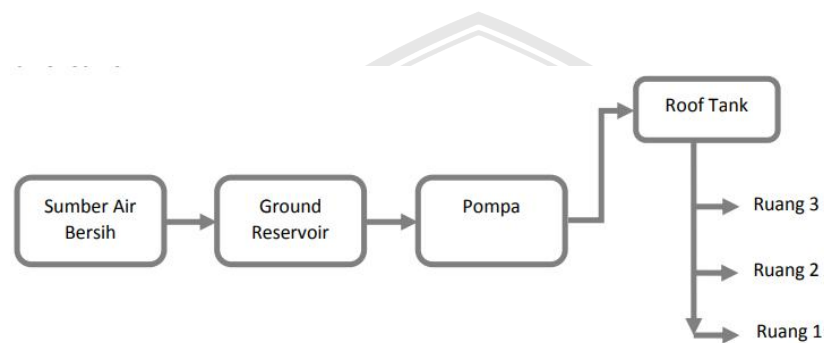 Roof Tank
Sumber Air
Bersih
Ground
Reservoir
Pompa
Ruang 3
Ruang 2
Ruang 1